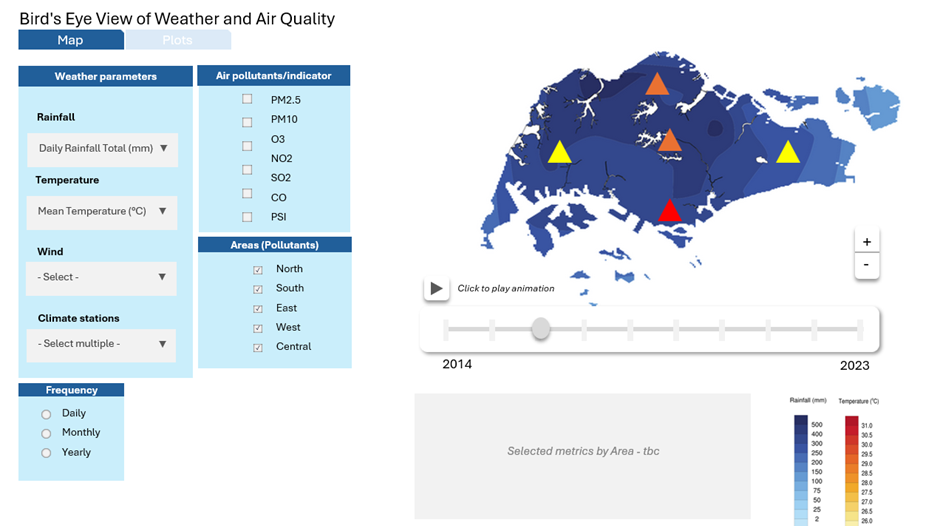 Bird's Eye View of Weather and Air Quality
Map
Plots
Weather parameters
Rainfall
Daily Rainfall Total (mm) ▼
Temperature
Mean Temperature (°C) ▼
Wind
- Select - ▼
Climate stations
- Select multiple - ▼
Frequency
Daily
Monthly
Yearly
Air pollutants/indicator
PM2.5
PM10
O3
NO2
SO2
CO
PSI
Areas (Pollutants)
North
South
East
West
Central
+
-
Click to play animation
2014
2023
Selected metrics by Area - tbc
Rainfall (mm)
500
400
300
250
200
150
100
75
50
25
2
Temperature (°C)
31.0
30.5
30.0
29.5
29.0
28.5
28.0
27.5
27.0
26.5
26.0